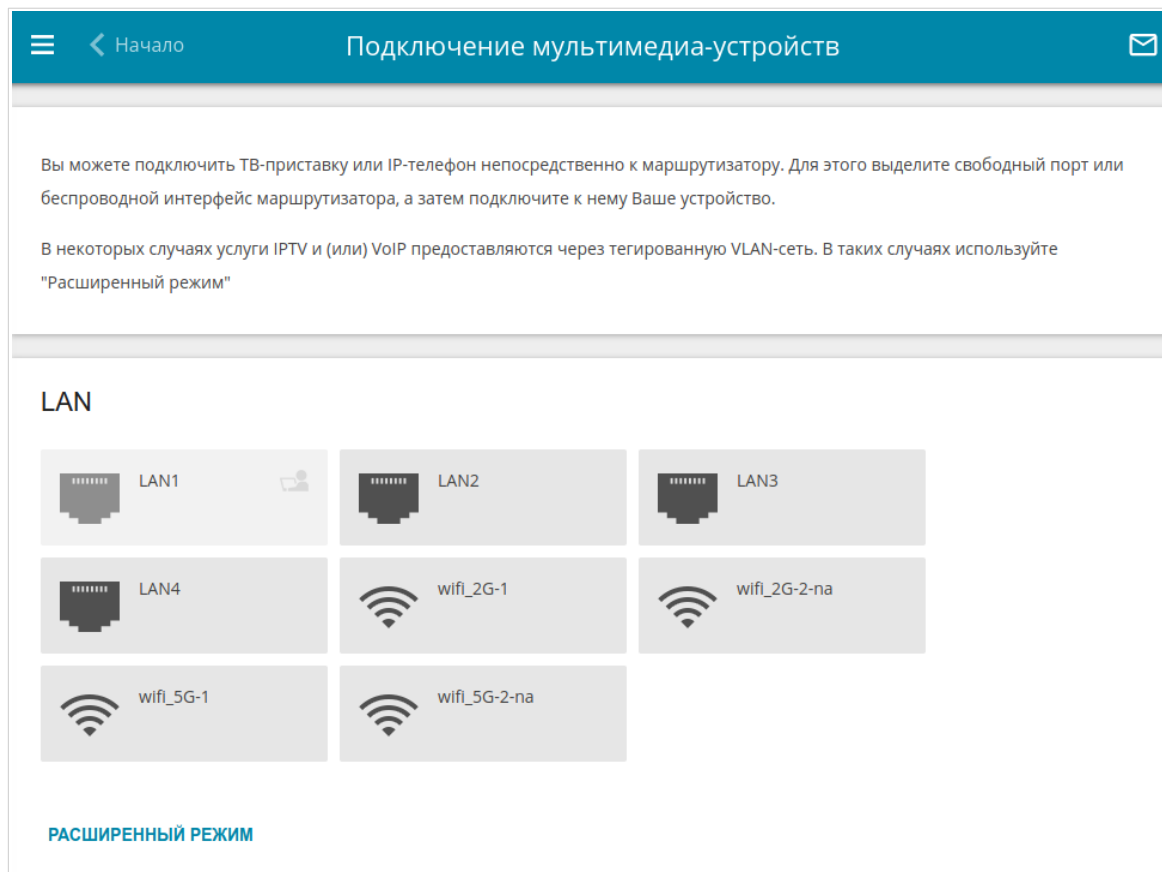 Начало
Подключение мультимедиа-устройств
Вы можете подключить ТВ-приставку или IP-телефон непосредственно к маршрутизатору. Для этого выделите свободный порт или
беспроводной интерфейс маршрутизатора, а затем подключите к нему Ваше устройство.
В некоторых случаях услуги IPTV и (или) VoIP предоставляются через тегированную VLAN-сеть. В таких случаях используйте
"Расширенный режим"
LAN
LAN1
LAN2
LAN3
LAN4
wifi_2G-1
wifi_2G-2-na
wifi_5G-1
wifi_5G-2-na
РАСШИРЕННЫЙ РЕЖИМ